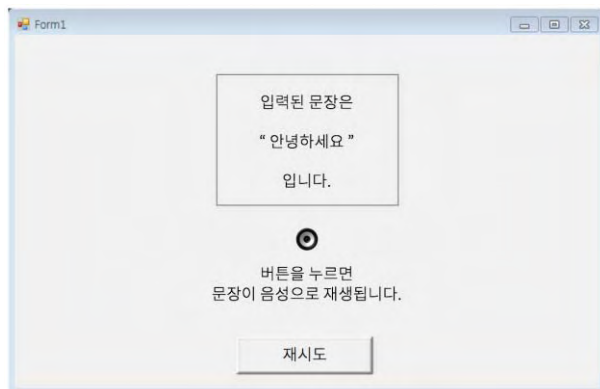 Form1
입력된 문장은
“ 안녕하세요 ”
입니다.
버튼을 누르면
문장이 음성으로 재생됩니다.
재시도